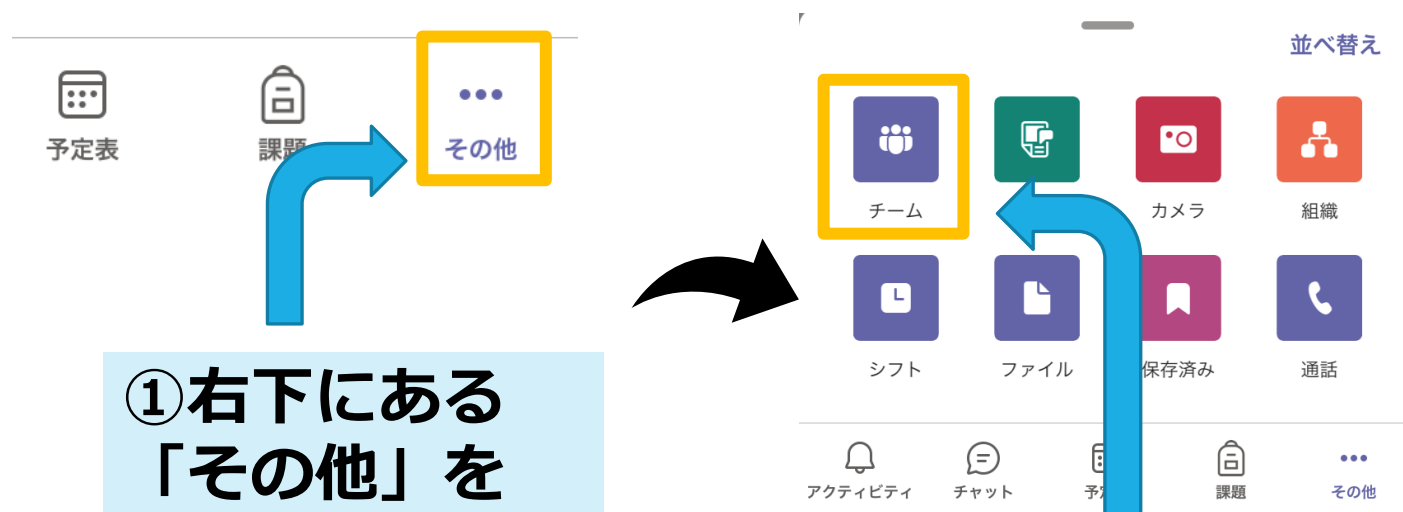 予定表
課題
その他
①右下にある
「その他」を
並べ替え
チーム
カメラ
組織
シフト
ファイル
保存済み
通話
アクティビティ
チャット
予
課題
その他